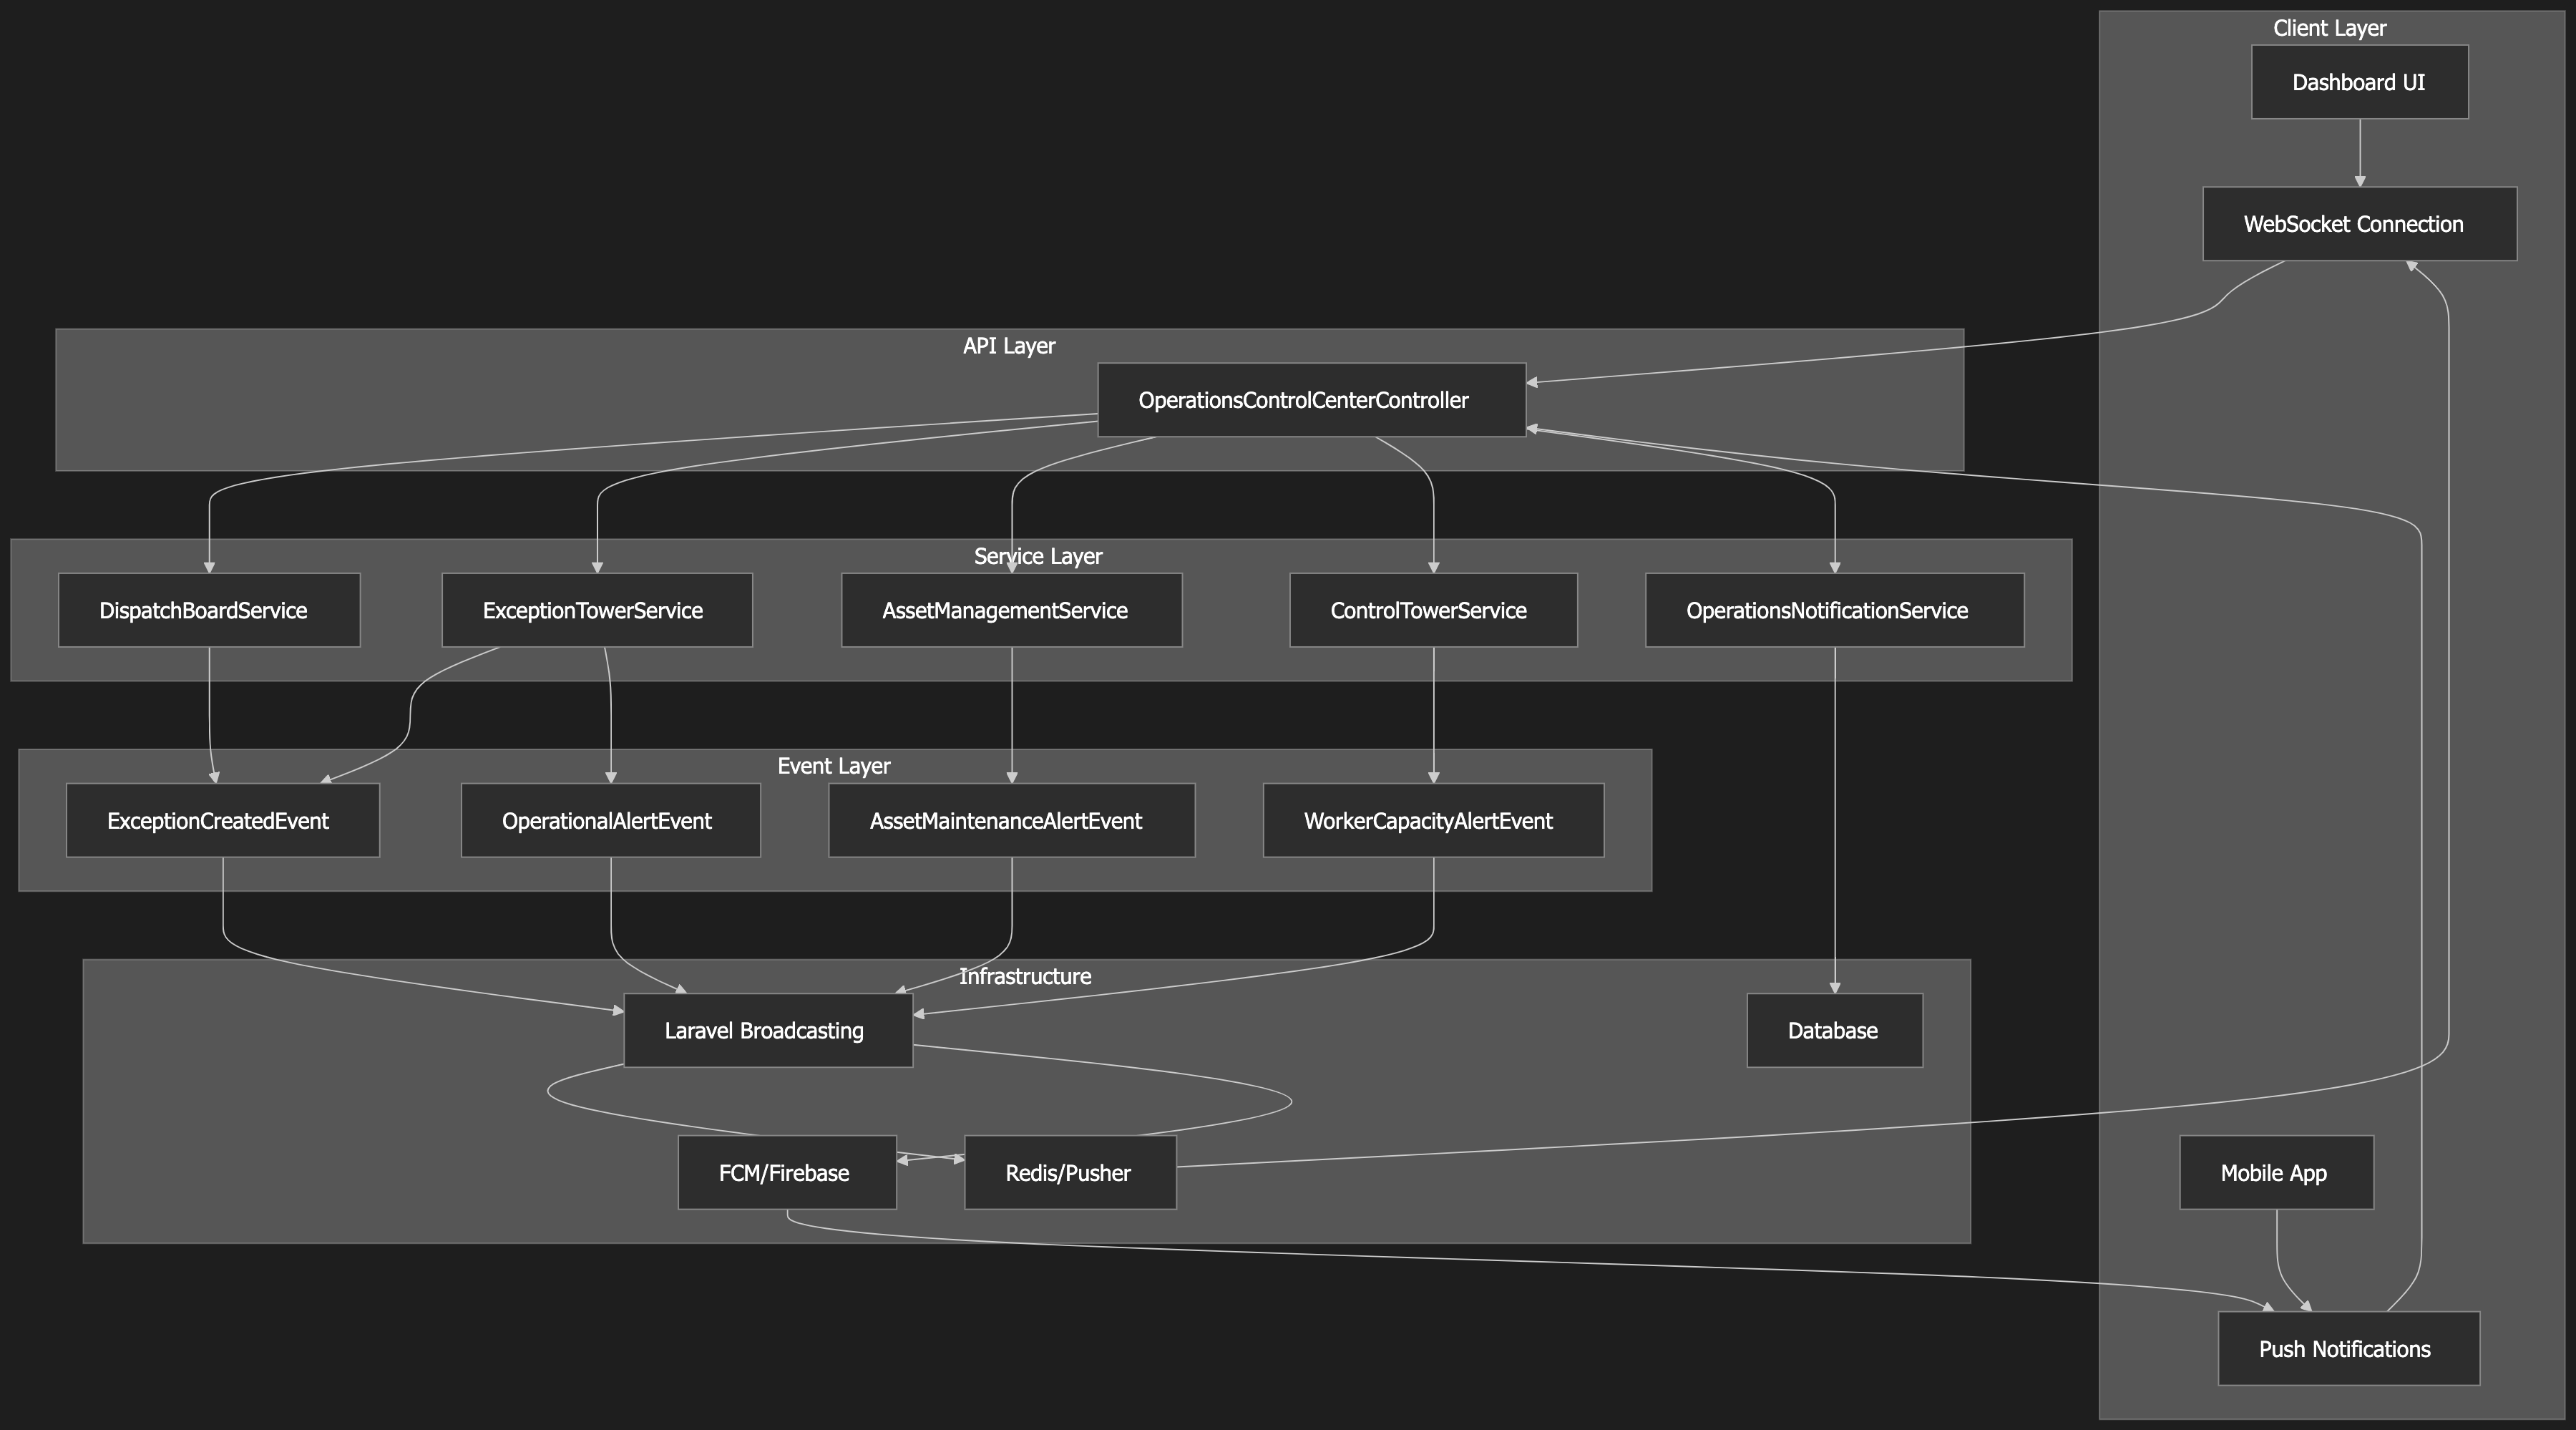 Client Layer
Dashboard UI
WebSocket Connection
API Layer
OperationsControlCenterController
Service Layer
DispatchBoardService
ExceptionTowerService
AssetManagementService
ControlTowerService
OperationsNotificationService
Event Layer
ExceptionCreatedEvent
OperationalAlertEvent
AssetMaintenanceAlertEvent
WorkerCapacityAlertEvent
Infrastructure
Laravel Broadcasting
Database
FCM/Firebase
Redis/Pusher
Mobile App
Push Notifications